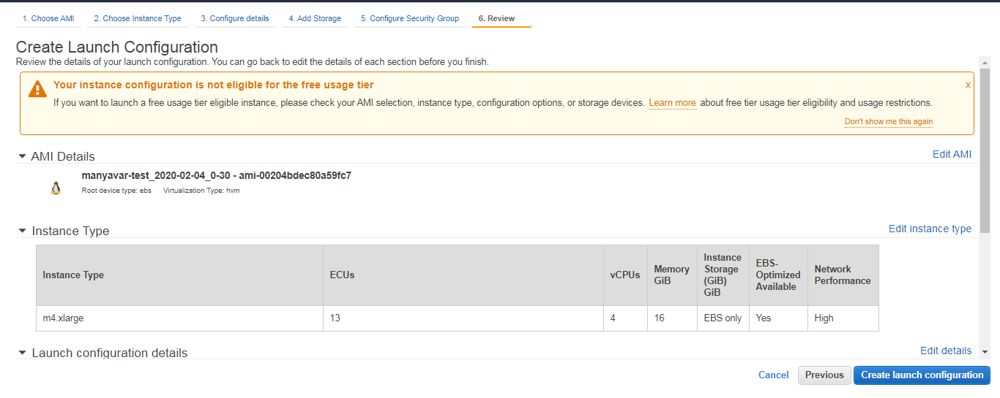 1. Choose AMI 2. Choose Instance Type 3. Configure details 4. Add Storage 5. Configure Security Group 6. Review
Create Launch Configuration
Review the details of your launch configuration. You can go back to edit the details of each section before you finish.
Your instance configuration is not eligible for the free usage tier x
If you want to launch a free usage tier eligible instance, please check your AMI selection, instance type, configuration options, or storage devices. Learn more about free tier usage tier eligibility and usage restrictions.
Don't show me this again
AMI Details Edit AMI
manyavar-test_2020-02-04_0-30 - ami-00204bdec80a59fc7
Root device type: ebs Virtualization Type: hvm
Instance Type Edit instance type
Instance Type ECUs vCPUs Memory GiB Instance Storage (GiB) GiB EBS-Optimized Available Network Performance
m4.xlarge 13 4 16 EBS only Yes High
Launch configuration details Edit details
Cancel Previous Create launch configuration